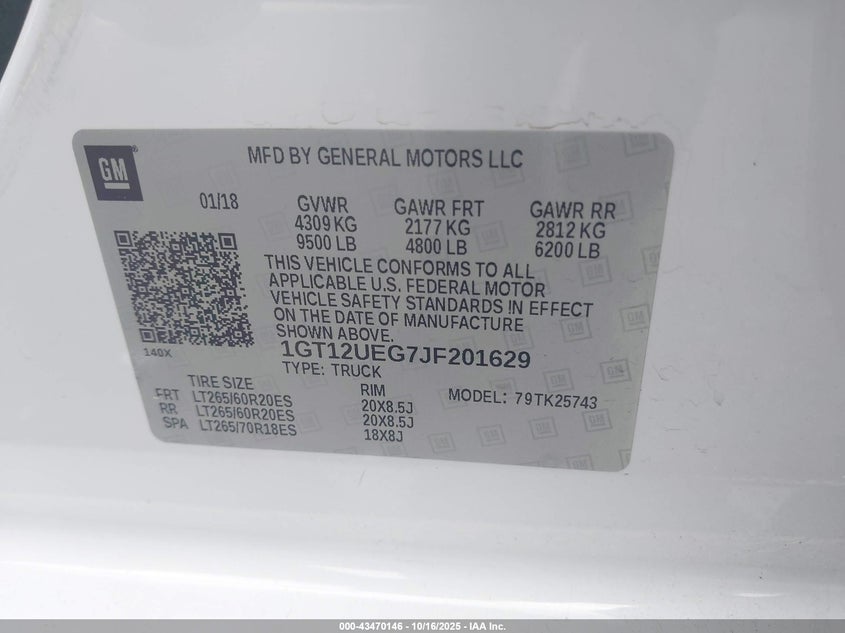 GM
MFD BY GENERAL MOTORS LLC
01/18
GVWR GAWR FRT GAWR RR
4309 KG 2177 KG 2812 KG
9500 LB 4800 LB 6200 LB
THIS VEHICLE CONFORMS TO ALL
APPLICABLE U.S. FEDERAL MOTOR
VEHICLE SAFETY STANDARDS IN EFFECT
ON THE DATE OF MANUFACTURE
SHOWN ABOVE.
140X
1GT12UEG7JF201629
TYPE: TRUCK
TIRE SIZE RIM MODEL: 79TK25743
FRT LT265/60R20ES 20X8.5J
RR LT265/60R20ES 20X8.5J
SPA LT265/70R18ES 18X8J
000-43470146 - 10/16/2025 - IAA Inc.